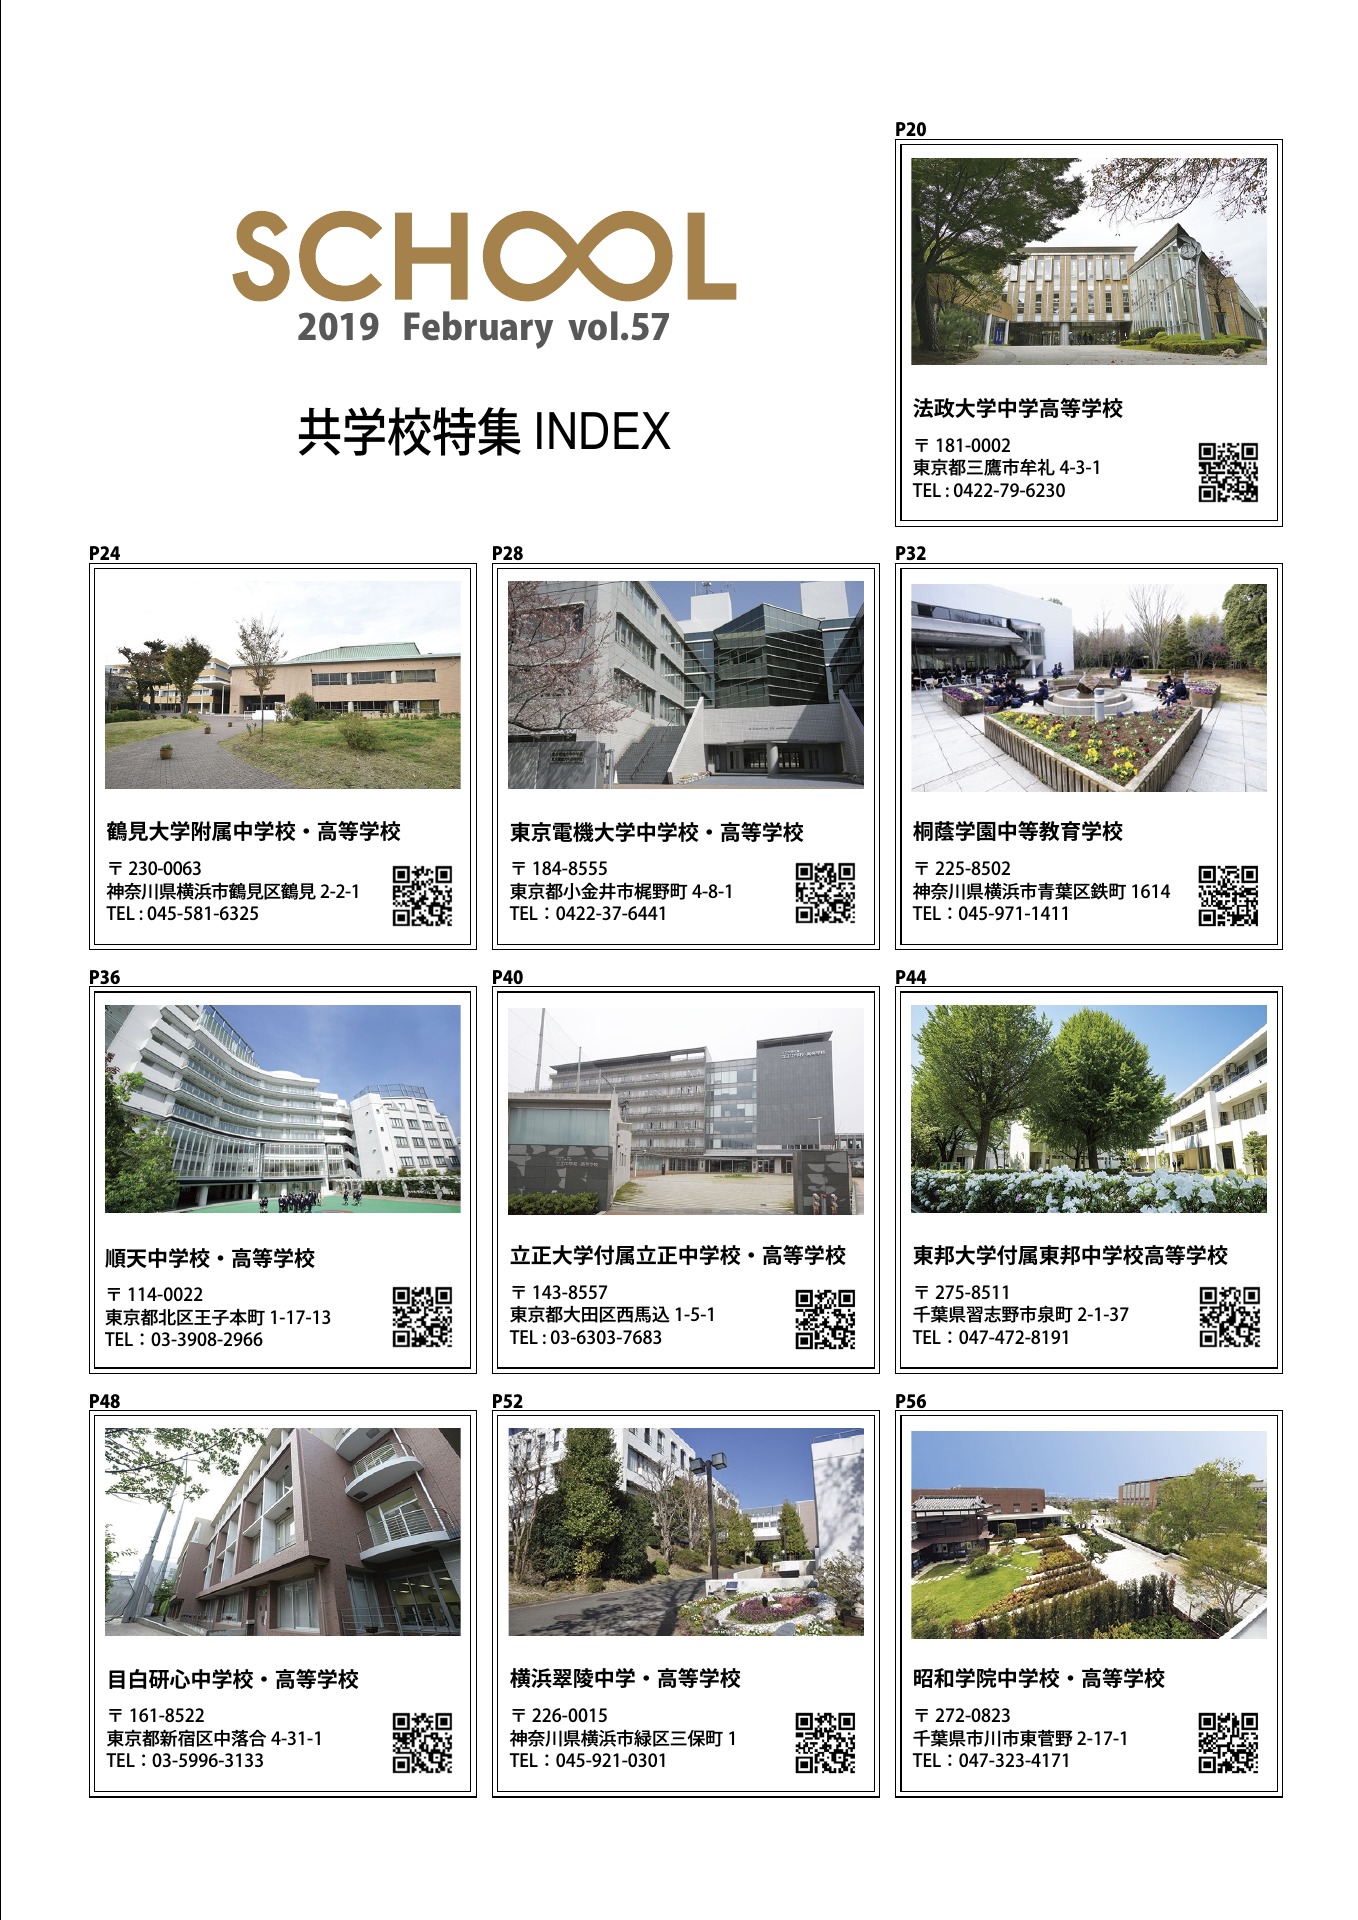 SCHOOL
2019 February vol.57
共学校特集 INDEX
P20
法政大学中学高等学校
〒 181-0002
東京都三鷹市牟礼 4-3-1
TEL : 0422-79-6230
P24
鶴見大学附属中学校・高等学校
〒 230-0063
神奈川県横浜市鶴見区鶴見 2-2-1
TEL : 045-581-6325
P28
東京電機大学中学校・高等学校
〒 184-8555
東京都小金井市梶野町 4-8-1
TEL：0422-37-6441
P32
桐蔭学園中等教育学校
〒 225-8502
神奈川県横浜市青葉区鉄町 1614
TEL：045-971-1411
P36
順天中学校・高等学校
〒 114-0022
東京都北区王子本町 1-17-13
TEL：03-3908-2966
P40
立正大学付属立正中学校・高等学校
〒 143-8557
東京都大田区西馬込 1-5-1
TEL : 03-6303-7683
P44
東邦大学付属東邦中学校高等学校
〒 275-8511
千葉県習志野市泉町 2-1-37
TEL：047-472-8191
P48
目白研心中学校・高等学校
〒 161-8522
東京都新宿区中落合 4-31-1
TEL：03-5996-3133
P52
横浜翠陵中学・高等学校
〒 226-0015
神奈川県横浜市緑区三保町 1
TEL：045-921-0301
P56
昭和学院中学校・高等学校
〒 272-0823
千葉県市川市東菅野 2-17-1
TEL：047-323-4171